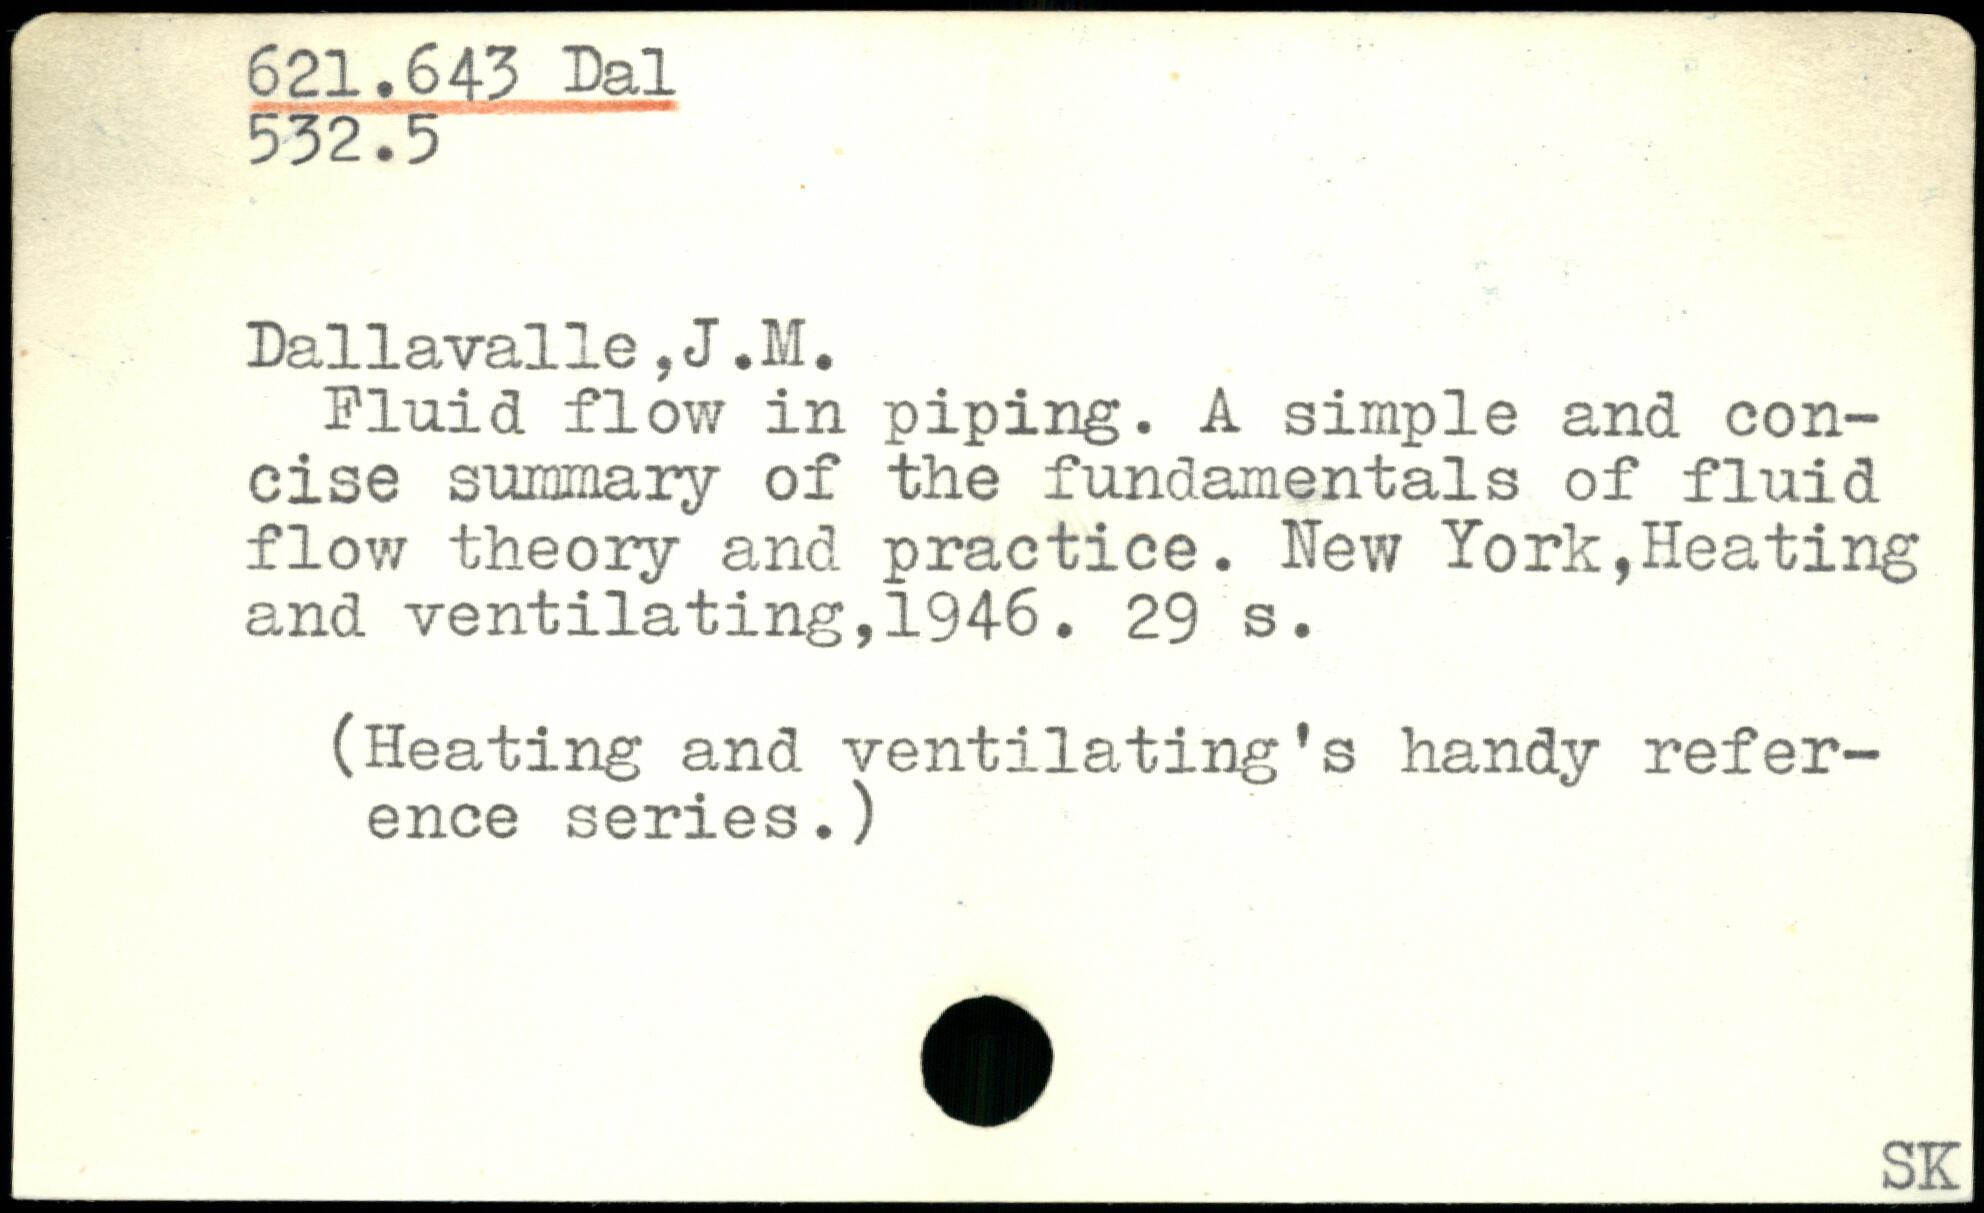 621.643 Dal
532.5
Dallavalle,J.M.
Fluid flow in piping. A simple and con-
cise summary of the fundamentals of fluid
flow theory and practice. New York,Heating
and ventilating,1946. 29 s.
(Heating and ventilating's handy refer-
ence series.)
SK